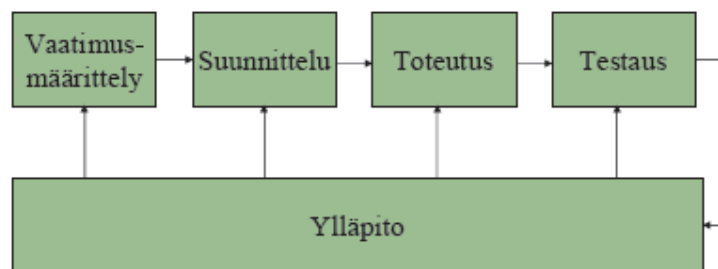 Vaatimus-
määrittely
Suunnittelu
Toteutus
Testaus
Ylläpito